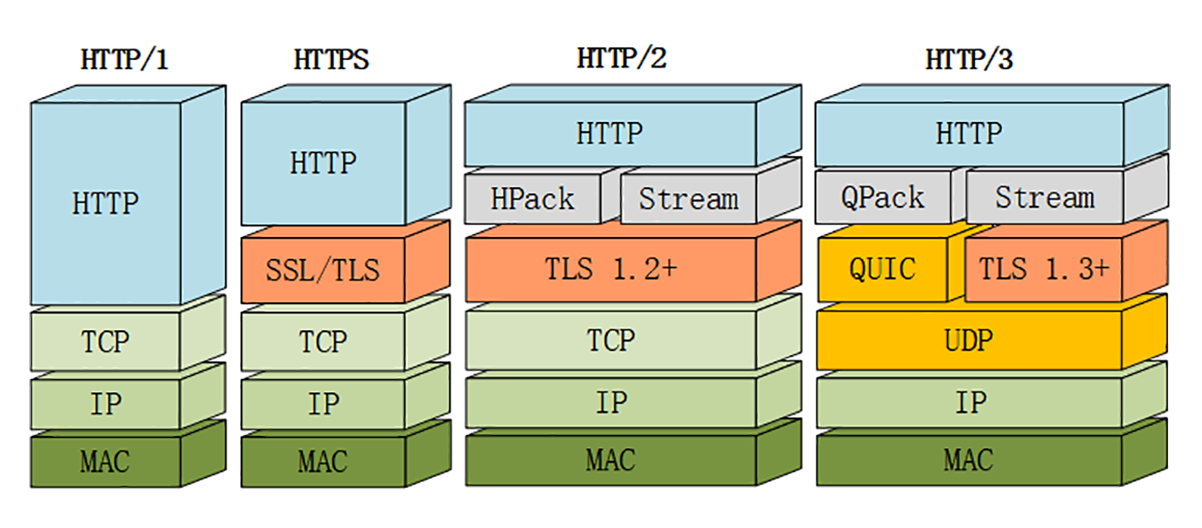 HTTP/1
HTTPS
HTTP/2
HTTP/3
HTTP
HTTP
HTTP
HTTP
HPack
Stream
QPack
Stream
SSL/TLS
TLS 1.2+
QUIC
TLS 1.3+
TCP
TCP
TCP
UDP
IP
IP
IP
IP
MAC
MAC
MAC
MAC